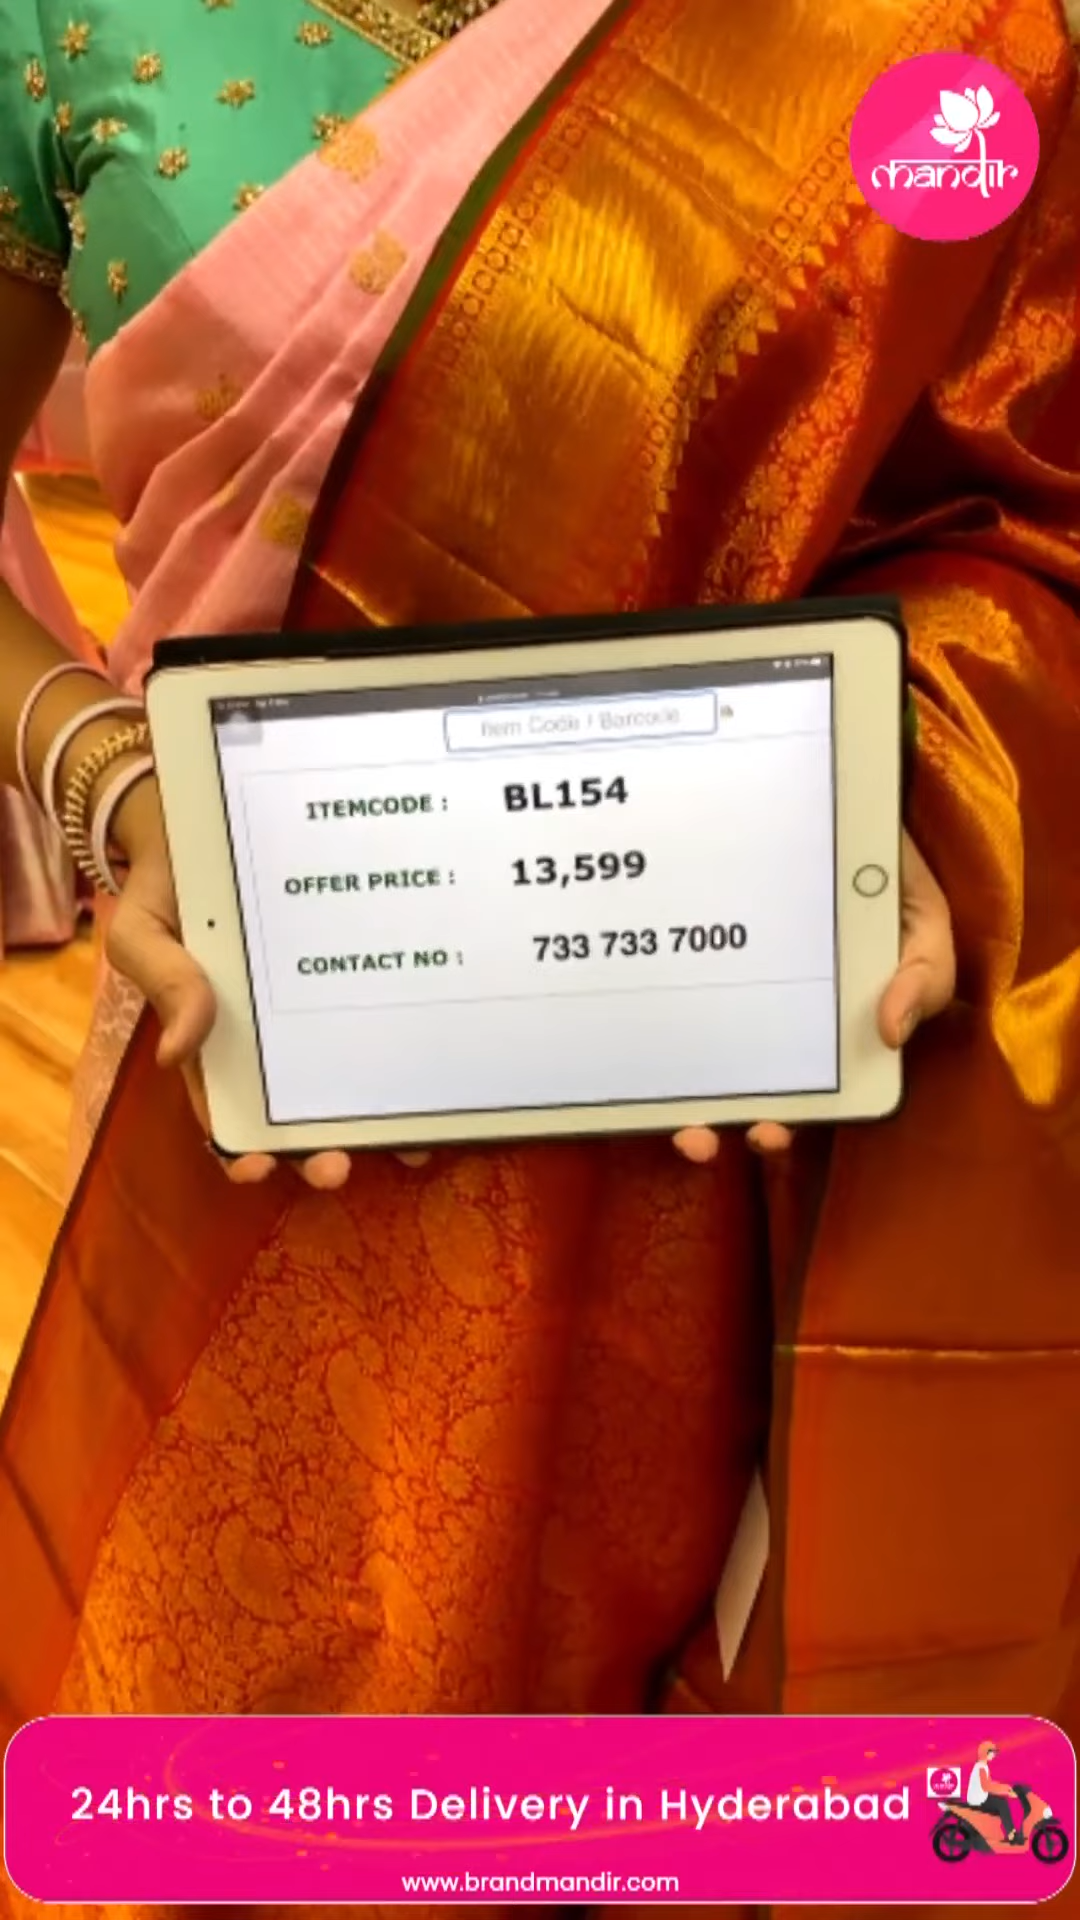 mandir
Item Code / Barcode
ITEMCODE : BL154
OFFER PRICE : 13,599
CONTACT NO : 733 733 7000
24hrs to 48hrs Delivery in Hyderabad
www.brandmandir.com